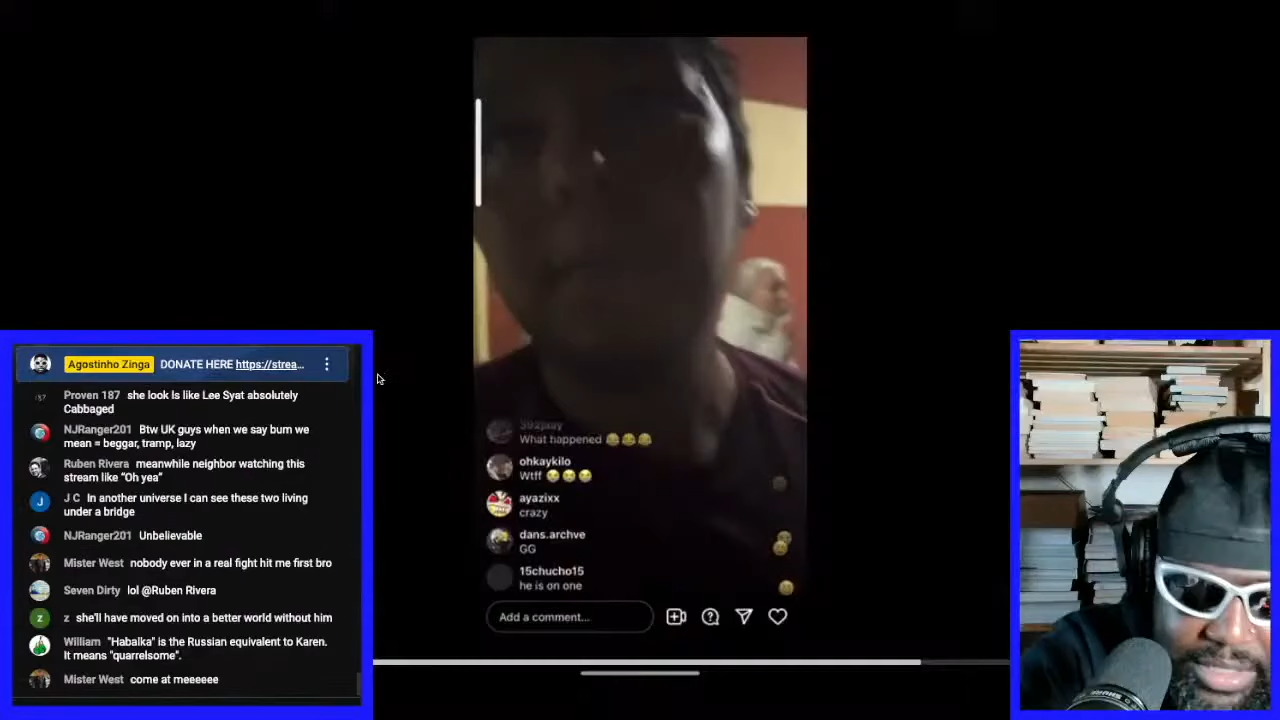 392play
What happened 😂😂😂
ohkaykilo
Wtff 😭😭😭
ayazixx
crazy
dans.archve
GG
15chucho15
he is on one
Add a comment...
Agostinho Zinga DONATE HERE https://strea...
Proven 187 she look Is like Lee Syat absolutely
Cabbaged
NJRanger201 Btw UK guys when we say bum we
mean = beggar, tramp, lazy
Ruben Rivera meanwhile neighbor watching this
stream like “Oh yea”
J C In another universe I can see these two living
under a bridge
NJRanger201 Unbelievable
Mister West nobody ever in a real fight hit me first bro
Seven Dirty lol @Ruben Rivera
z she'll have moved on into a better world without him
William "Habalka" is the Russian equivalent to Karen.
It means "quarrelsome".
Mister West come at meeeeee